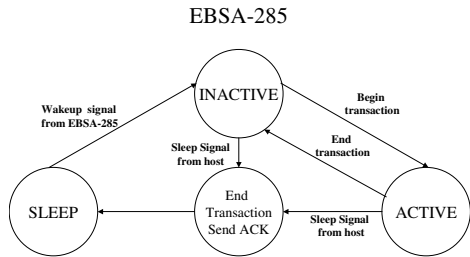 EBSA-285
INACTIVE
Wakeup signal
from EBSA-285
Begin
transaction
End
transaction
Sleep Signal
from host
SLEEP
End
Transaction
Send ACK
Sleep Signal
from host
ACTIVE